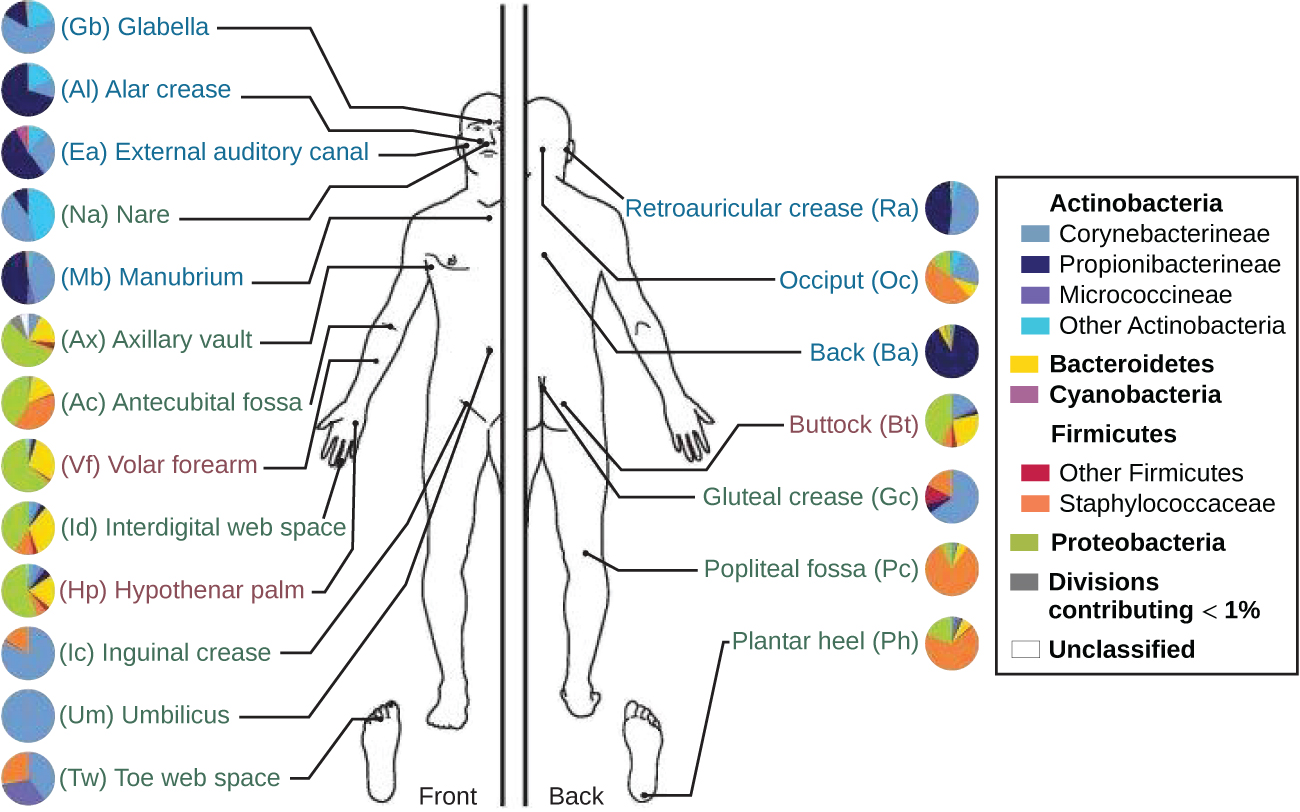 (Gb) Glabella
(Al) Alar crease
(Ea) External auditory canal
(Na) Nare
(Mb) Manubrium
(Ax) Axillary vault
(Ac) Antecubital fossa
(Vf) Volar forearm
(Id) Interdigital web space
(Hp) Hypothenar palm
(Ic) Inguinal crease
(Um) Umbilicus
(Tw) Toe web space
Front
Back
Retroauricular crease (Ra)
Occiput (Oc)
Back (Ba)
Buttock (Bt)
Gluteal crease (Gc)
Popliteal fossa (Pc)
Plantar heel (Ph)
Actinobacteria
Corynebacterineae
Propionibacterineae
Micrococcineae
Other Actinobacteria
Bacteroidetes
Cyanobacteria
Firmicutes
Other Firmicutes
Staphylococcaceae
Proteobacteria
Divisions
contributing < 1%
Unclassified